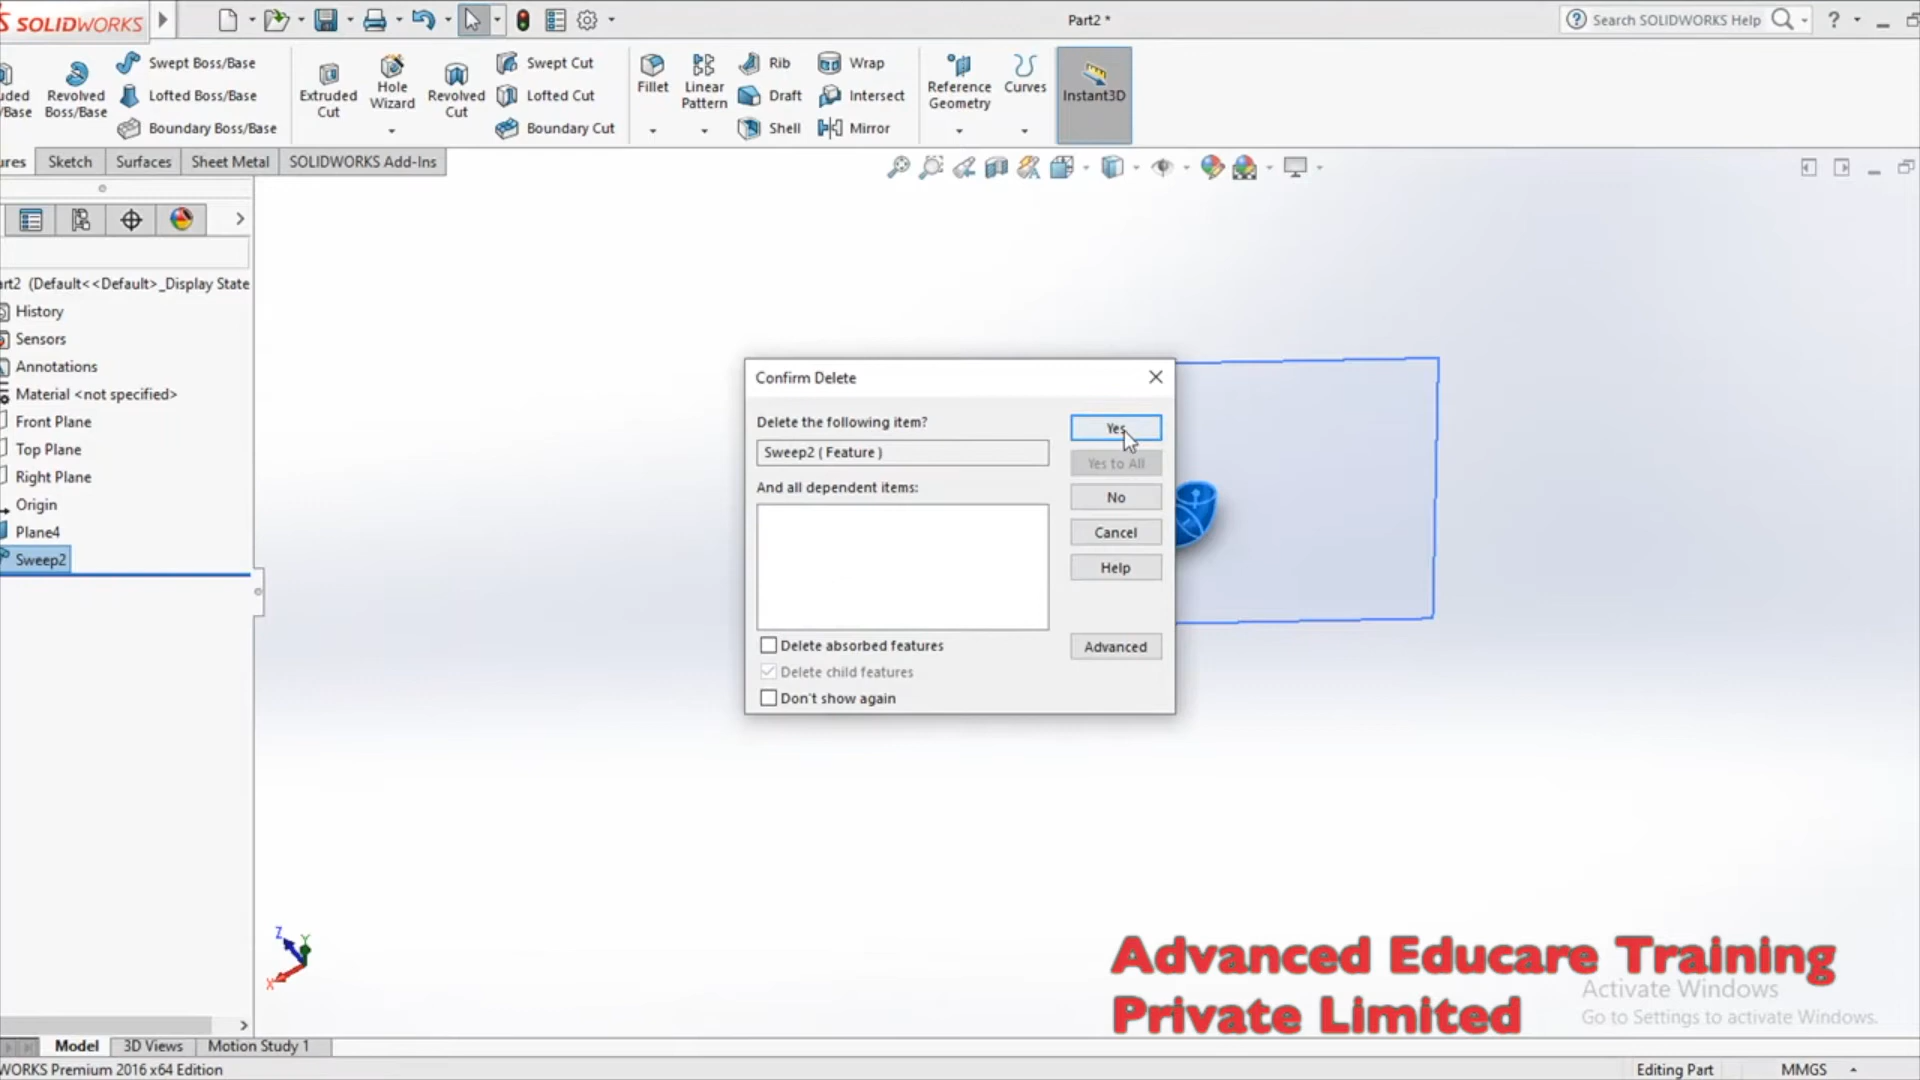 SOLIDWORKS
Part2 *
Search SOLIDWORKS Help
?
uded
/Base
Revolved
Boss/Base
Swept Boss/Base
Lofted Boss/Base
Boundary Boss/Base
Extruded
Cut
Hole
Wizard
Revolved
Cut
Swept Cut
Lofted Cut
Boundary Cut
Fillet
Linear
Pattern
Rib
Draft
Shell
Wrap
Intersect
Mirror
Reference
Geometry
Curves
Instant3D
ures
Sketch
Surfaces
Sheet Metal
SOLIDWORKS Add-Ins
art2 (Default<<Default>_Display State
History
Sensors
Annotations
Material <not specified>
Front Plane
Top Plane
Right Plane
Origin
Plane4
Sweep2
Confirm Delete
Delete the following item?
Sweep2 ( Feature )
And all dependent items:
Yes
Yes to All
No
Cancel
Help
Advanced
Delete absorbed features
Delete child features
Don't show again
Z
Y
X
Advanced Educare Training
Private Limited
Activate Windows
Go to Settings to activate Windows.
Model
3D Views
Motion Study 1
WORKS Premium 2016 x64 Edition
Editing Part
MMGS